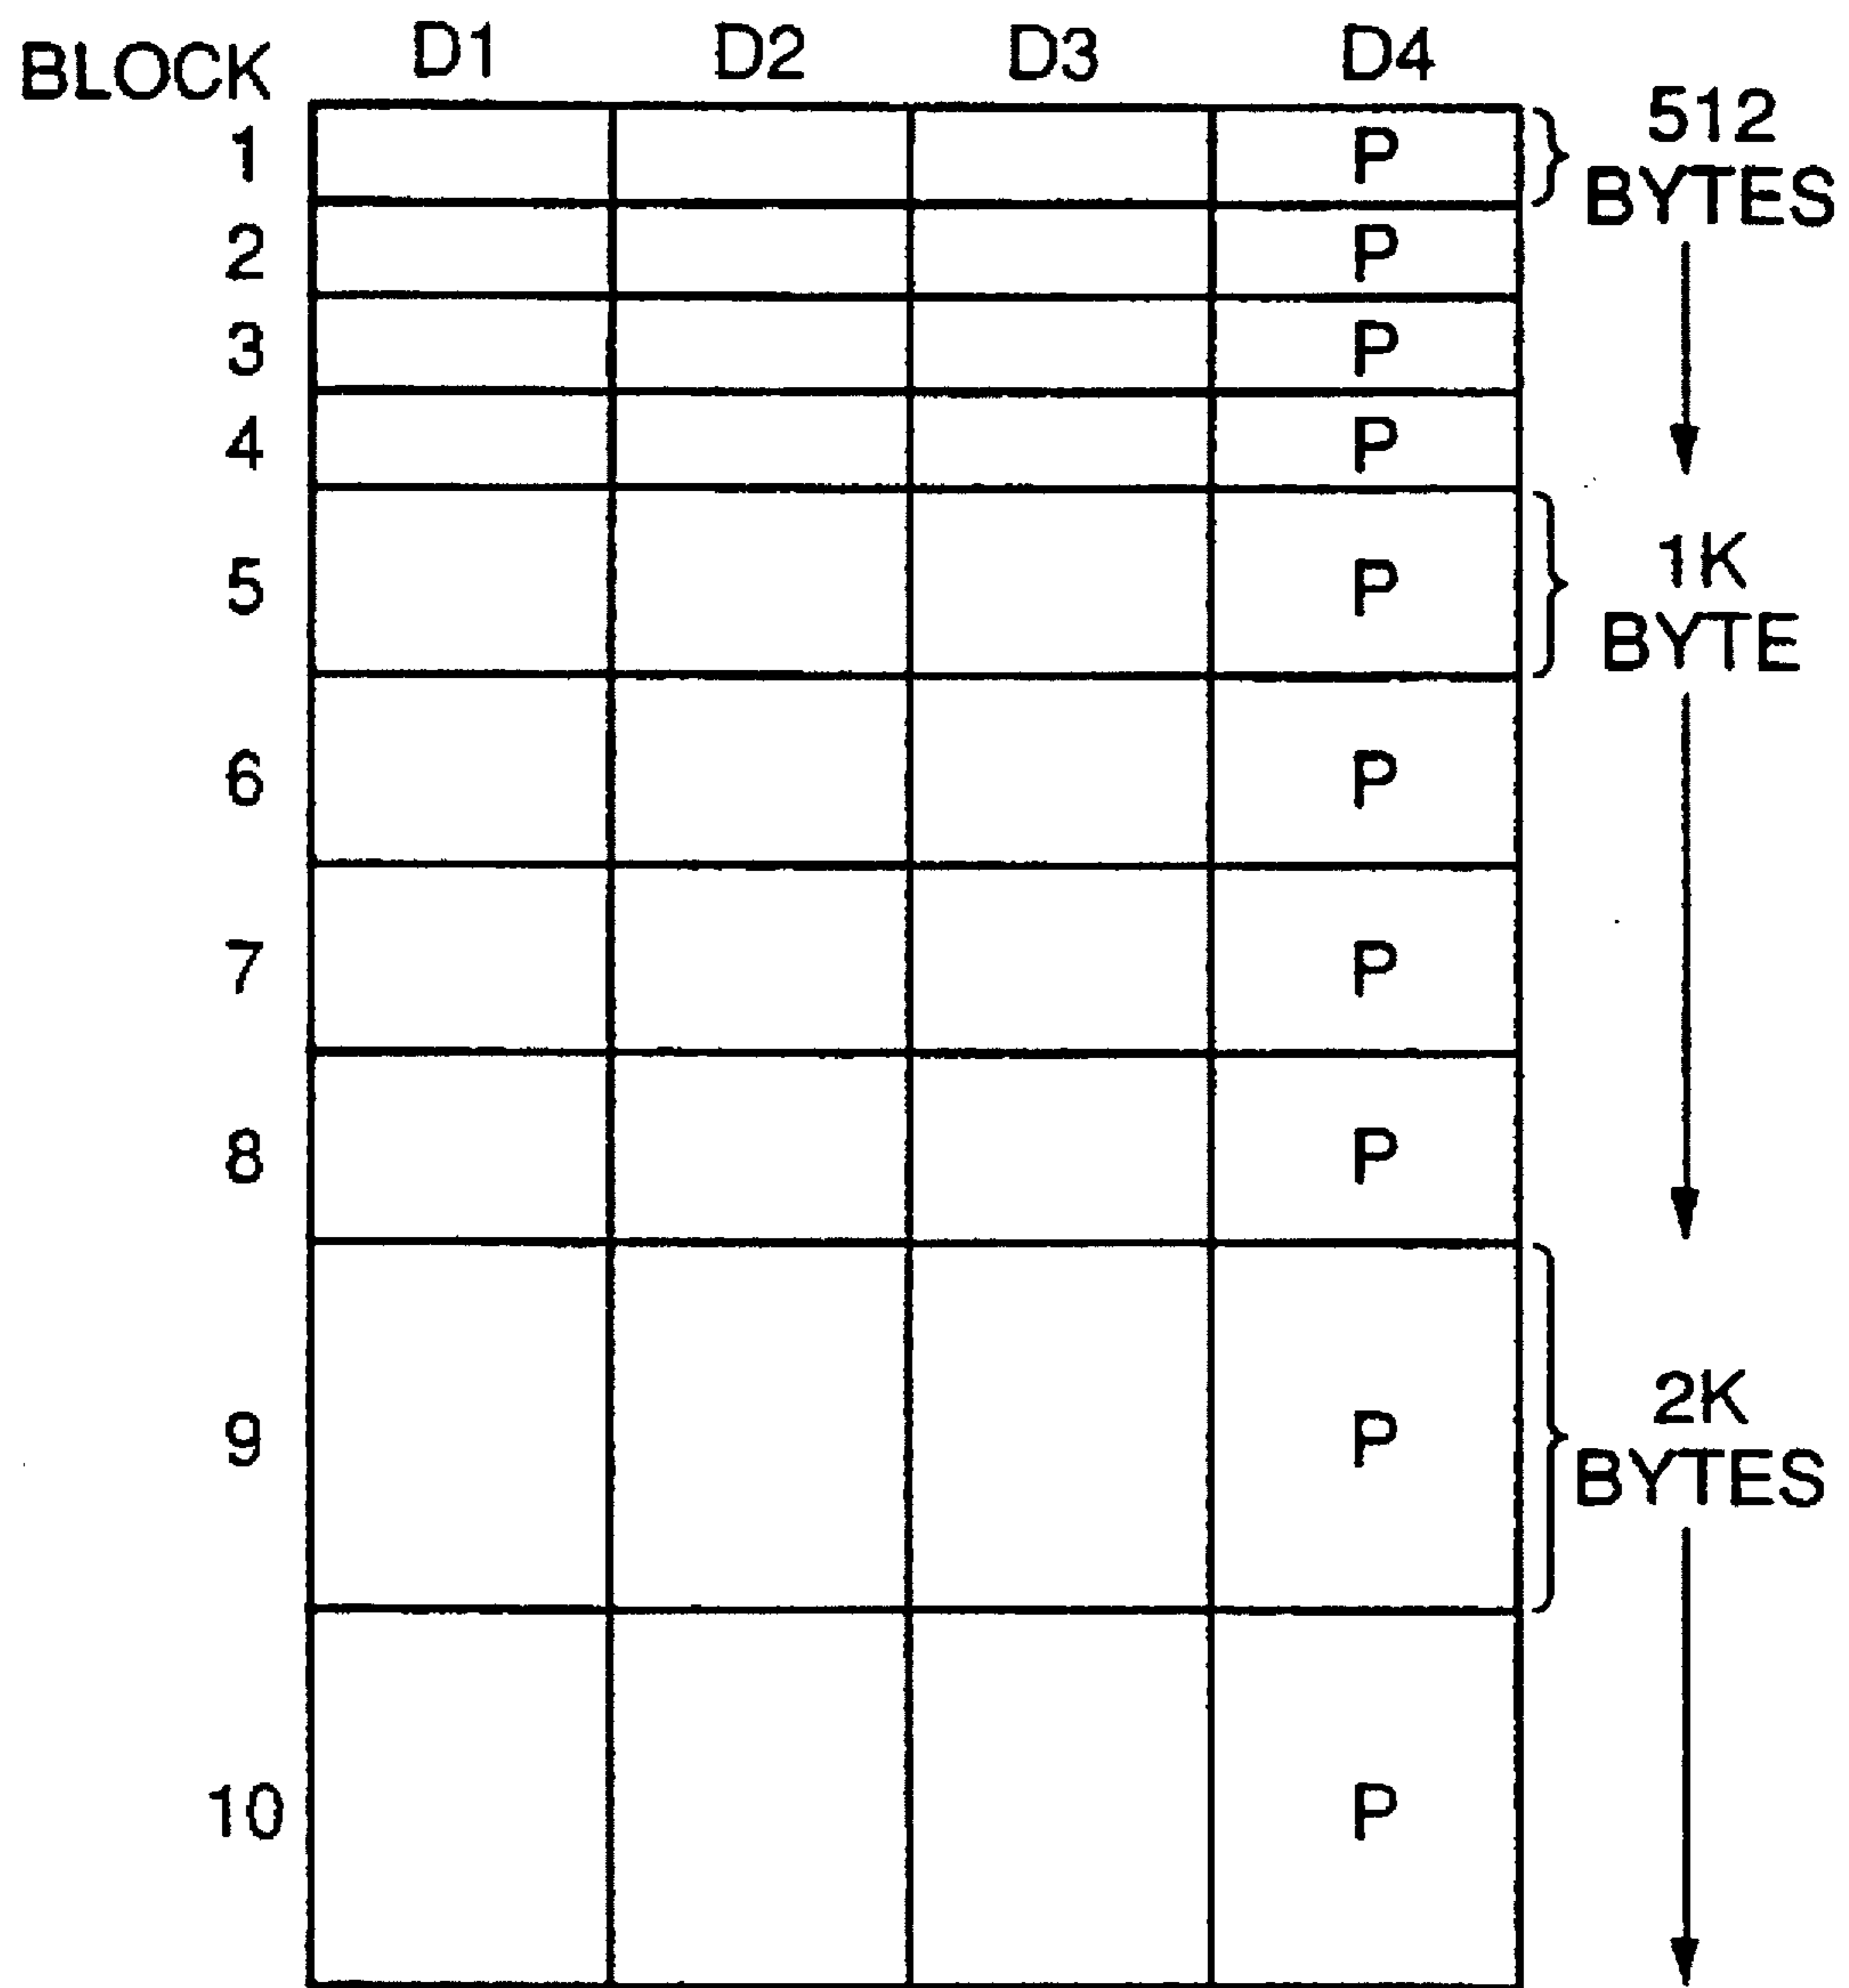 BLOCK D1 D2 D3 D4
1 P 512
BYTES
2 P
3 P
4 P
5 P 1K
BYTE
6 P
7 P
8 P
9 P 2K
BYTES
10 P